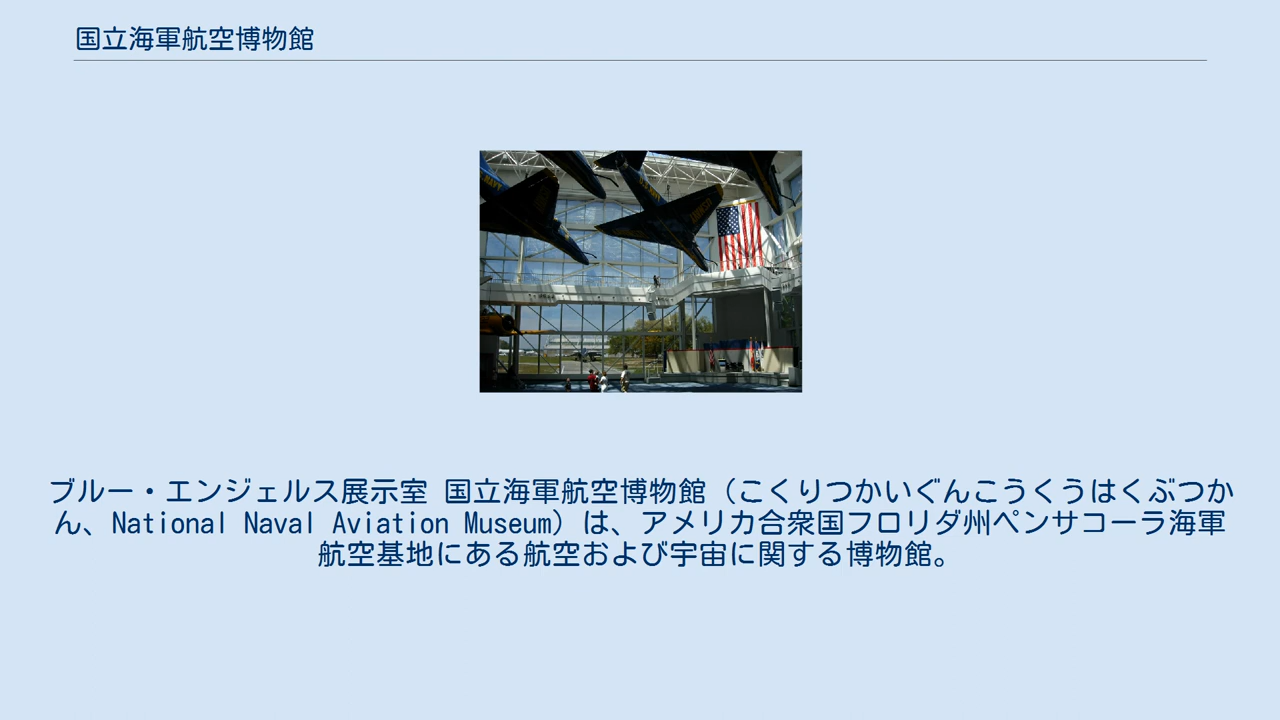 国立海軍航空博物館
ブルー・エンジェルス展示室 国立海軍航空博物館（こくりつかいぐんこうくうはくぶつか
ん、National Naval Aviation Museum）は、アメリカ合衆国フロリダ州ペンサコーラ海軍
航空基地にある航空および宇宙に関する博物館。